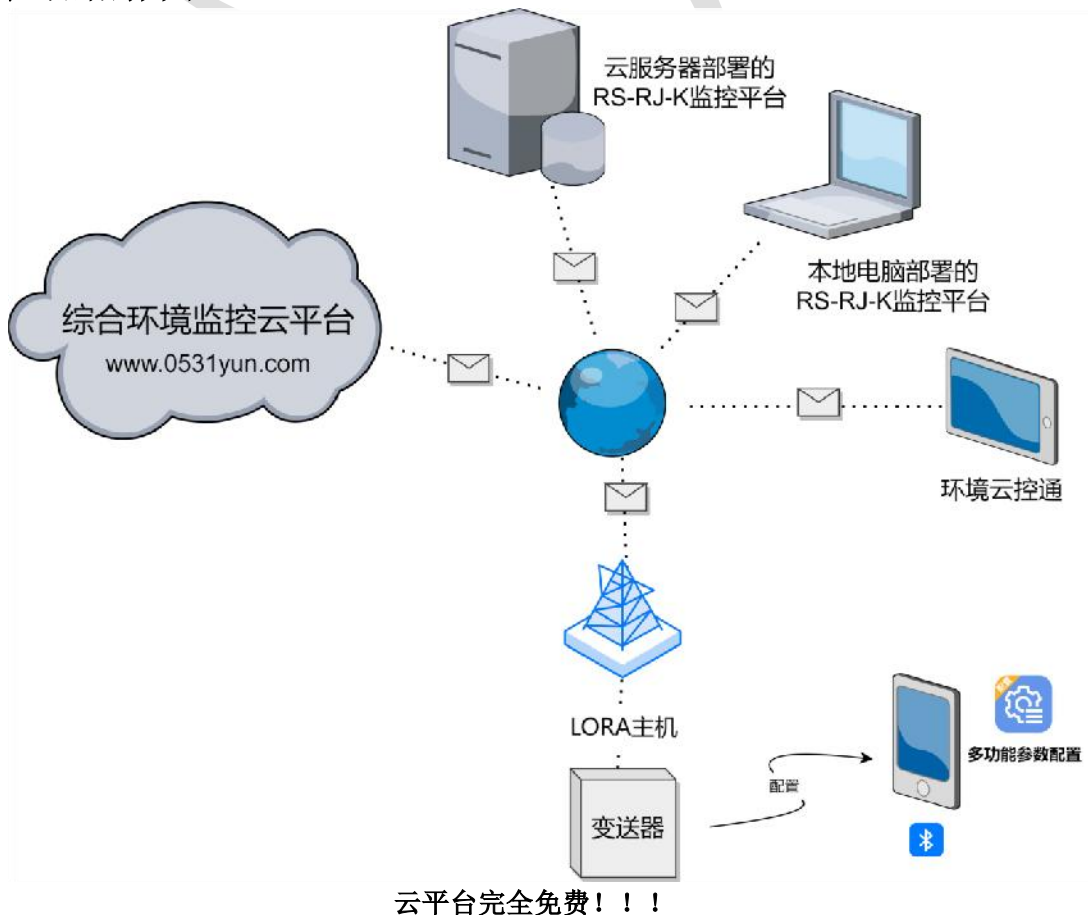 云服务器部署的
RS-RJ-K监控平台
本地电脑部署的
RS-RJ-K监控平台
综合环境监控云平台
www.0531yun.com
环境云控通
LORA主机
多功能参数配置
配置
变送器
云平台完全免费！！！